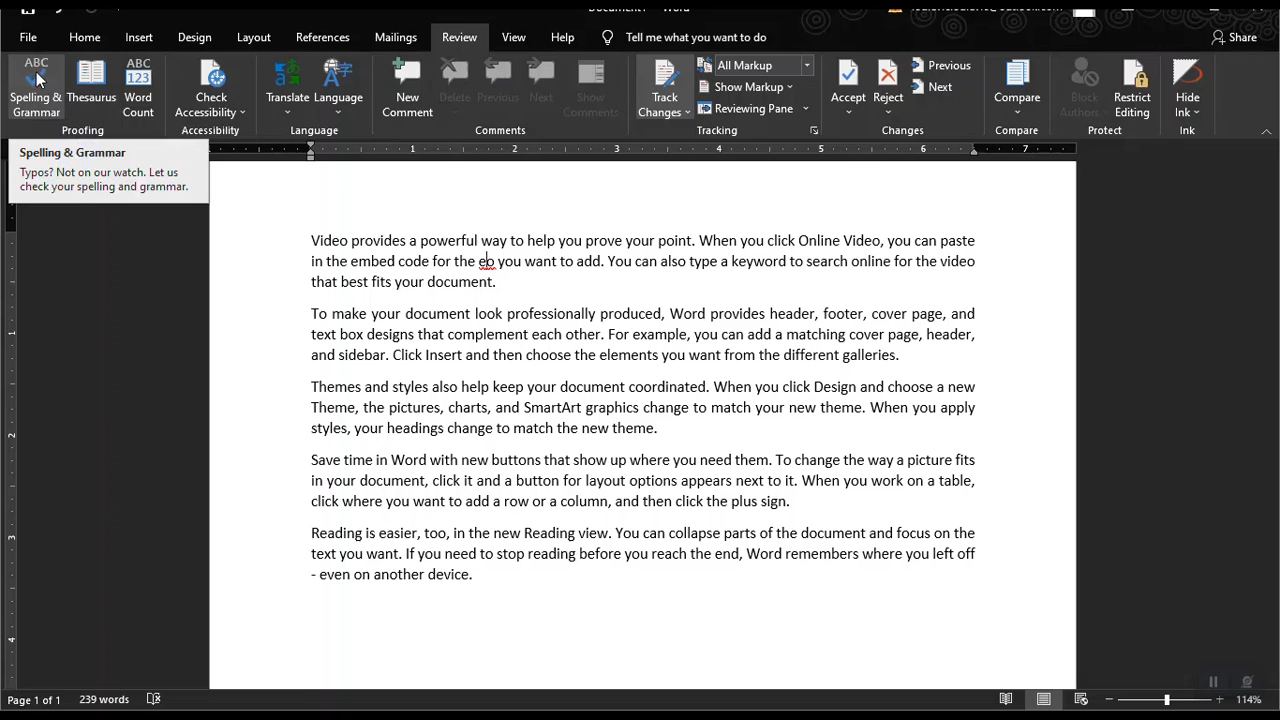 Word
File Home Insert Design Layout References Mailings Review View Help Tell me what you want to do Share
ABC
Spelling &
Grammar
Thesaurus
ABC
123
Word
Count
Proofing
Check
Accessibility
Accessibility
Translate Language
Language
New
Comment
Delete Previous Next
Show
Comments
Comments
Track
Changes
All Markup
Show Markup
Reviewing Pane
Tracking
Accept Reject
Previous
Next
Changes
Compare
Compare
Block
Authors
Restrict
Editing
Protect
Hide
Ink
Ink
Spelling & Grammar
Typos? Not on our watch. Let us
check your spelling and grammar.
1 2 3 4 5 6 7
Video provides a powerful way to help you prove your point. When you click Online Video, you can paste
in the embed code for the eo you want to add. You can also type a keyword to search online for the video
that best fits your document.
To make your document look professionally produced, Word provides header, footer, cover page, and
text box designs that complement each other. For example, you can add a matching cover page, header,
and sidebar. Click Insert and then choose the elements you want from the different galleries.
Themes and styles also help keep your document coordinated. When you click Design and choose a new
Theme, the pictures, charts, and SmartArt graphics change to match your new theme. When you apply
styles, your headings change to match the new theme.
Save time in Word with new buttons that show up where you need them. To change the way a picture fits
in your document, click it and a button for layout options appears next to it. When you work on a table,
click where you want to add a row or a column, and then click the plus sign.
Reading is easier, too, in the new Reading view. You can collapse parts of the document and focus on the
text you want. If you need to stop reading before you reach the end, Word remembers where you left off
- even on another device.
1
2
3
4
Page 1 of 1 239 words 114%